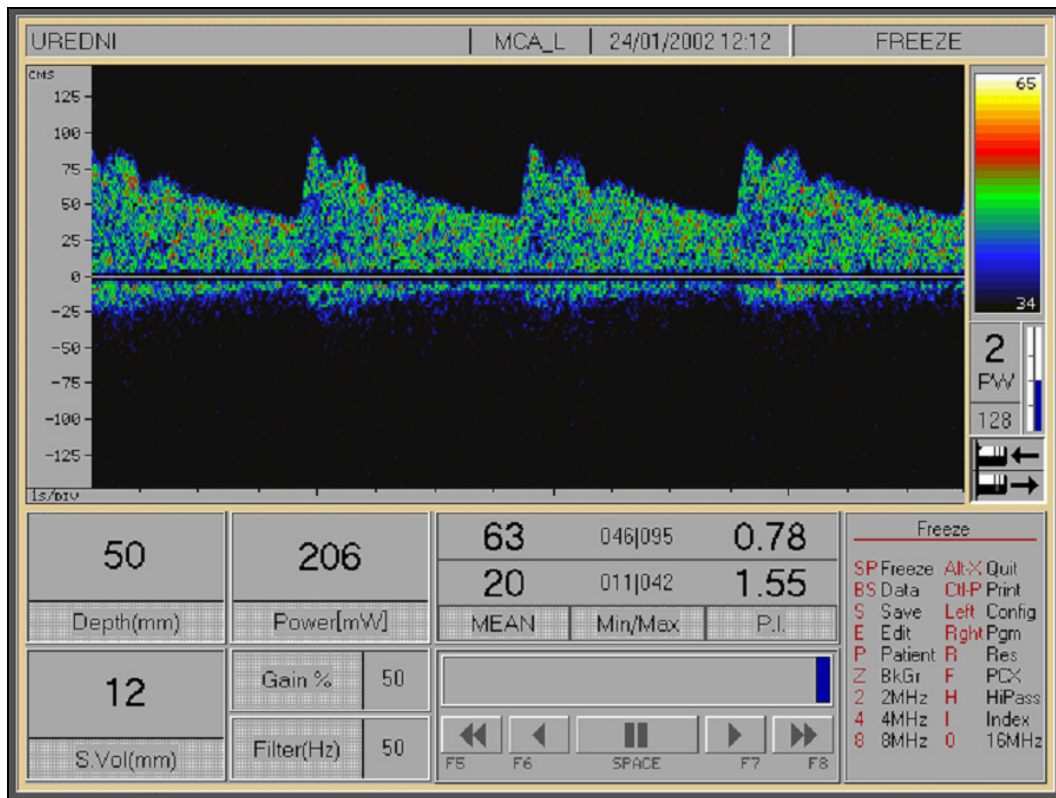 UREDNI MCA_L 24/01/2002 12:12 FREEZE
CMS
125
100
75
50
25
0
-25
-50
-75
-100
-125
1s/DIV
65
34
2
PW
128
50
Depth(mm)
206
Power[mW]
63 046|095 0.78
20 011|042 1.55
MEAN Min/Max P.I.
12
S.Vol(mm)
Gain % 50
Filter(Hz) 50
F5 F6 SPACE F7 F8
Freeze
SP Freeze Alt-X Quit
BS Data Ctl-P Print
S Save Left Config
E Edit Rght Pgm
P Patient R Res
Z BkGr F PCX
2 2MHz H HiPass
4 4MHz I Index
8 8MHz 0 16MHz